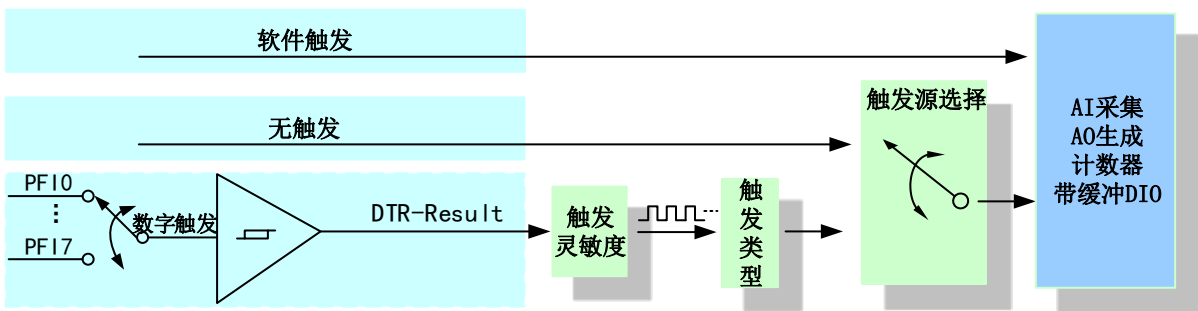 软件触发
无触发
触发源选择
AI采集
AO生成
计数器
带缓冲DIO
PFI0
⋮
PFI7
数字触发
DTR-Result
触发
灵敏度
触
发
类
型